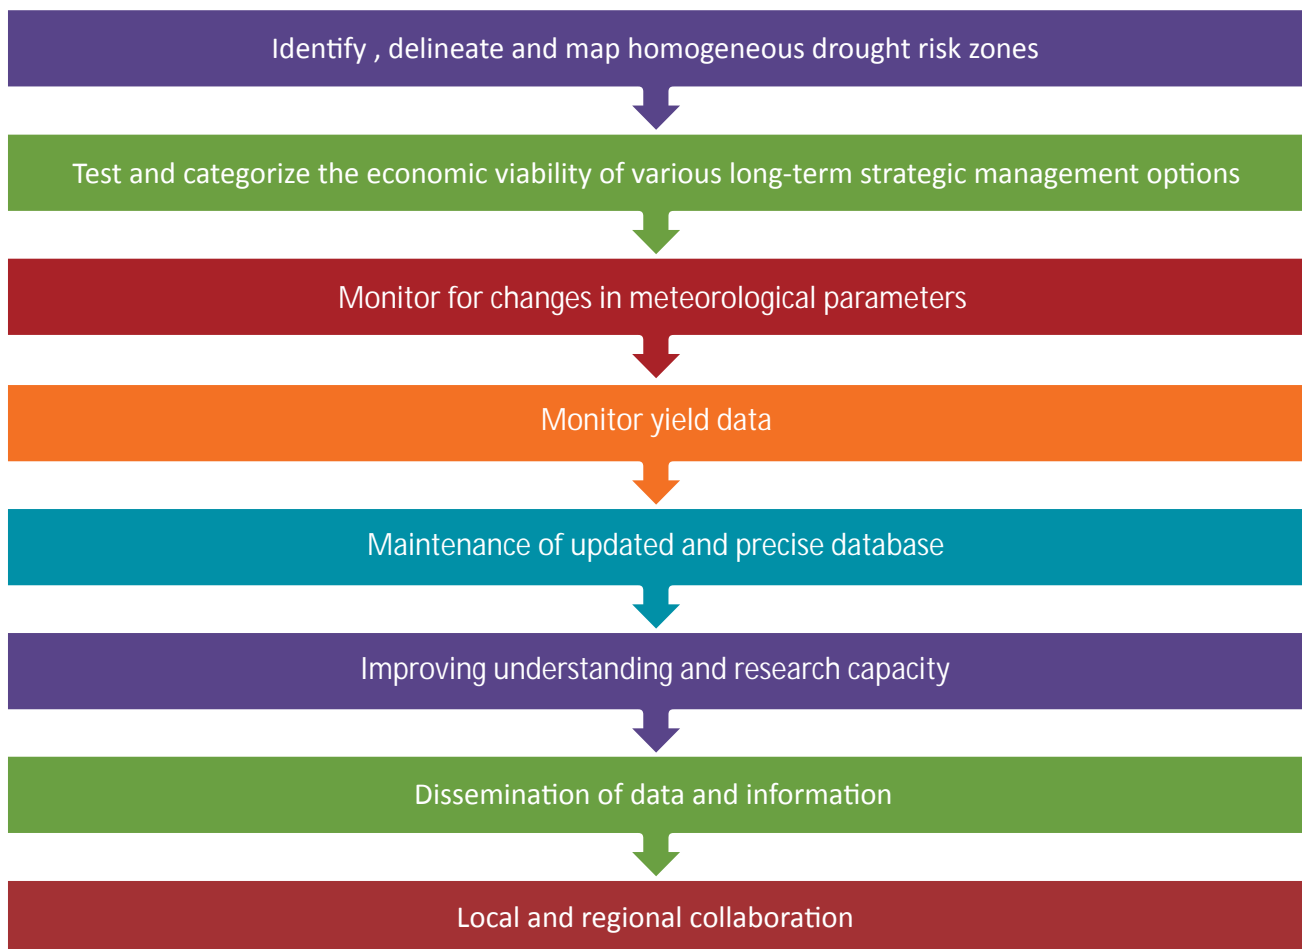 Identify , delineate and map homogeneous drought risk zones
Test and categorize the economic viability of various long-term strategic management options
Monitor for changes in meteorological parameters
Monitor yield data
Maintenance of updated and precise database
Improving understanding and research capacity
Dissemination of data and information
Local and regional collaboration